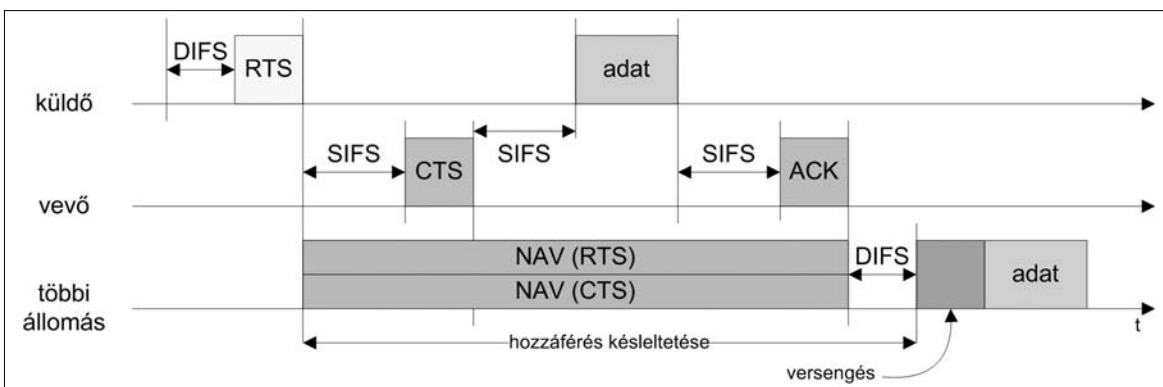 DIFS
RTS
adat
küldő
SIFS
CTS
SIFS
SIFS
ACK
vevő
NAV (RTS)
DIFS
NAV (CTS)
adat
többi
állomás
t
hozzáférés késleltetése
versengés